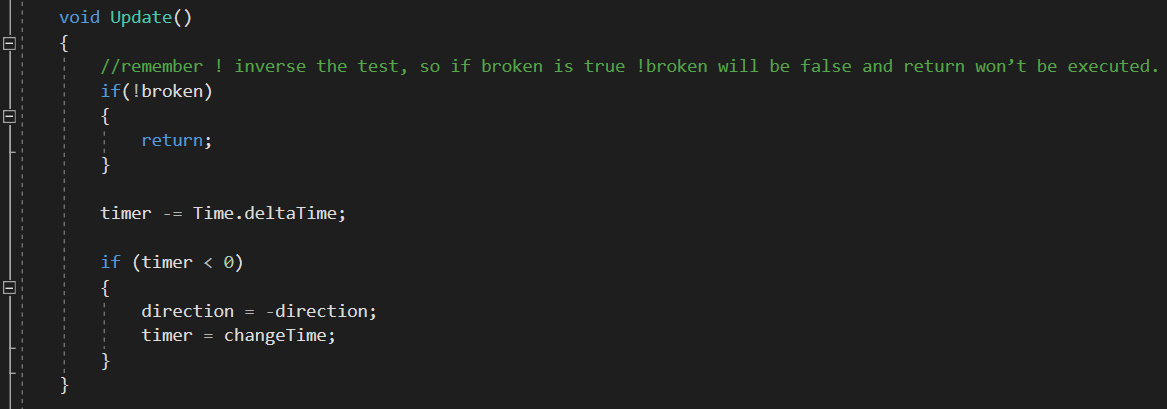 void Update()
{
//remember ! inverse the test, so if broken is true !broken will be false and return won’t be executed.
if(!broken)
{
return;
}
timer -= Time.deltaTime;
if (timer < 0)
{
direction = -direction;
timer = changeTime;
}
}